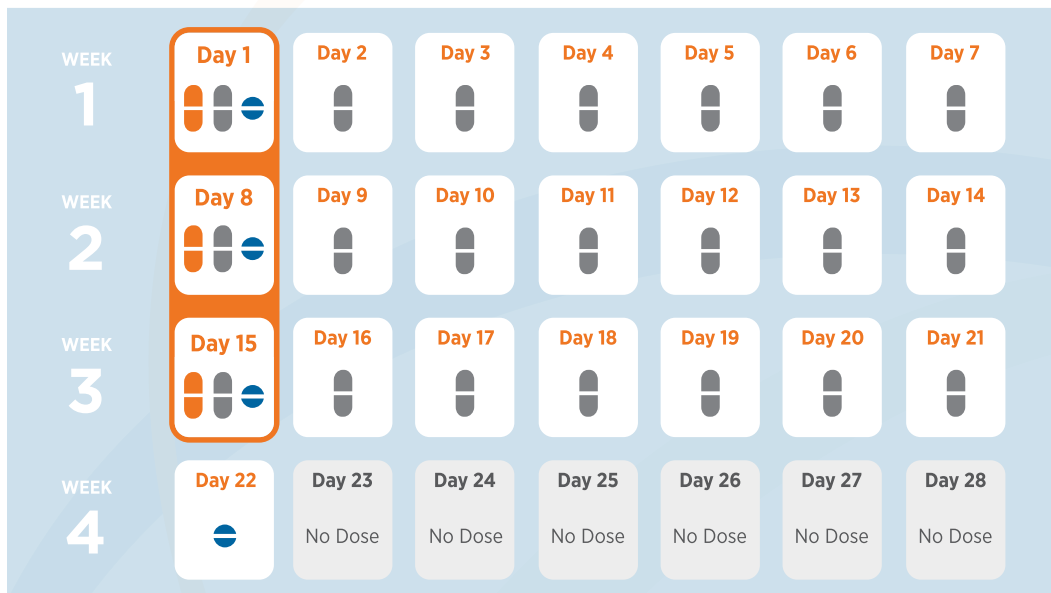 WEEK
1
Day 1
Day 2
Day 3
Day 4
Day 5
Day 6
Day 7
WEEK
2
Day 8
Day 9
Day 10
Day 11
Day 12
Day 13
Day 14
WEEK
3
Day 15
Day 16
Day 17
Day 18
Day 19
Day 20
Day 21
WEEK
4
Day 22
Day 23
No Dose
Day 24
No Dose
Day 25
No Dose
Day 26
No Dose
Day 27
No Dose
Day 28
No Dose